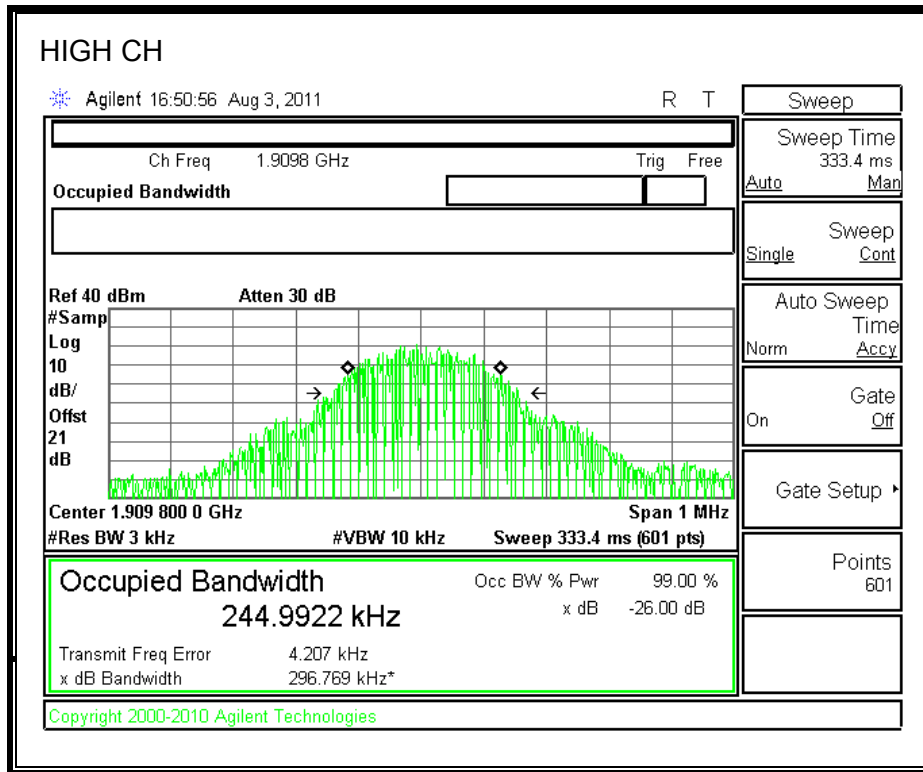 HIGH CH
Agilent 16:50:56 Aug 3, 2011 R T
Ch Freq 1.9098 GHz Trig Free
Occupied Bandwidth
Ref 40 dBm Atten 30 dB
#Samp
Log
10
dB/
Offst
21
dB
Center 1.909 800 0 GHz Span 1 MHz
#Res BW 3 kHz #VBW 10 kHz Sweep 333.4 ms (601 pts)
Occupied Bandwidth Occ BW % Pwr 99.00 %
244.9922 kHz x dB -26.00 dB
Transmit Freq Error 4.207 kHz
x dB Bandwidth 296.769 kHz*
Copyright 2000-2010 Agilent Technologies
Sweep
Sweep Time
333.4 ms
Auto Man
Sweep
Single Cont
Auto Sweep
Time
Norm Accy
Gate
On Off
Gate Setup
Points
601